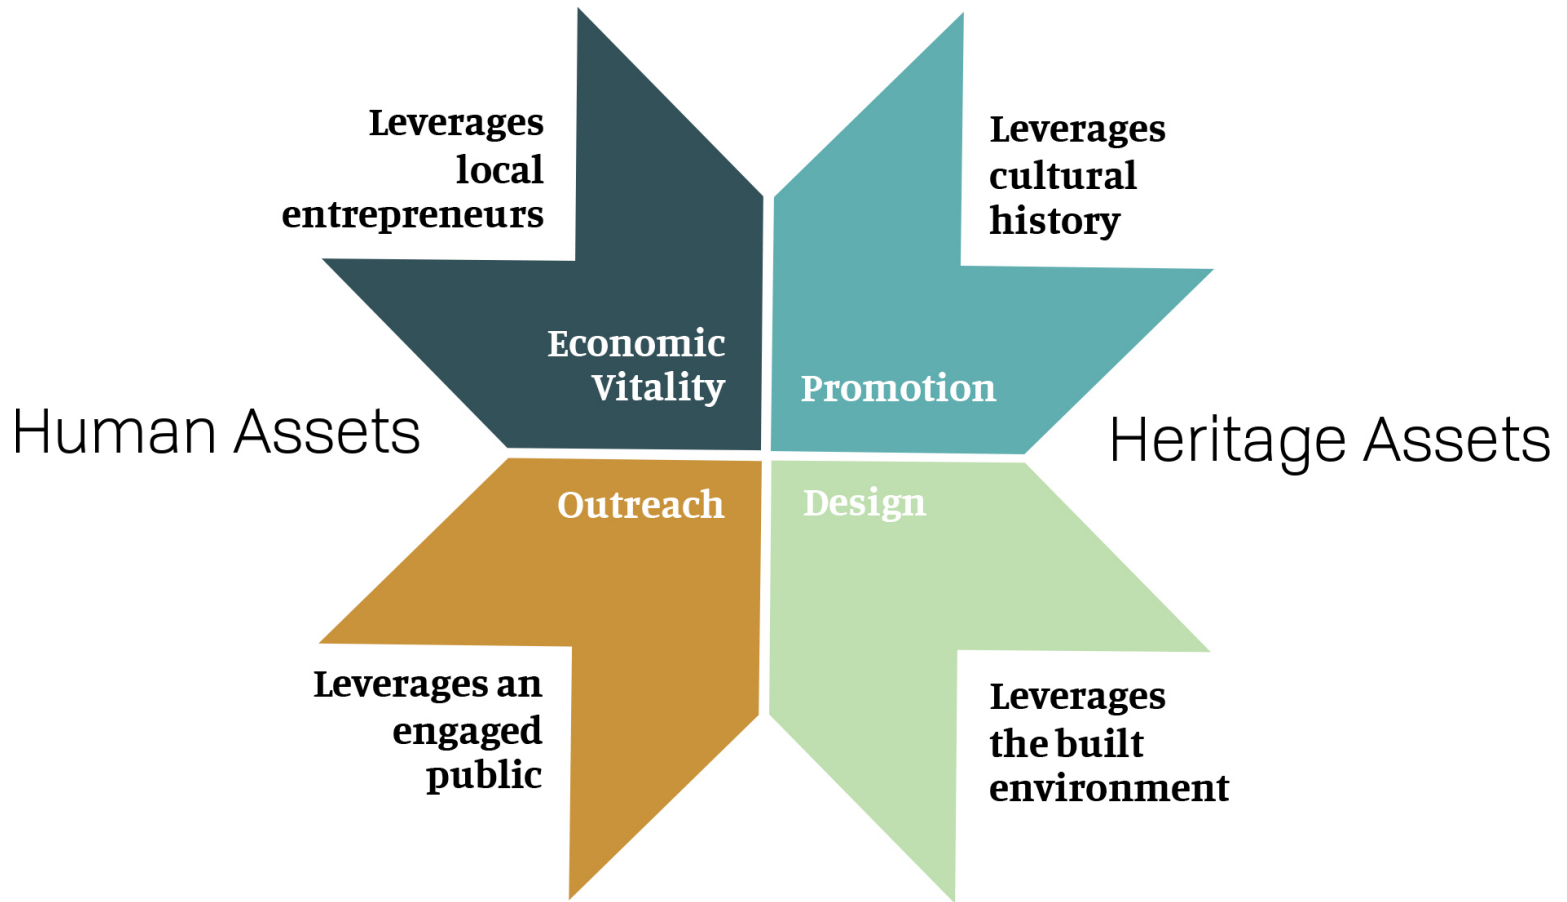 Leverages
local
entrepreneurs
Leverages
cultural
history
Economic
Vitality
Promotion
Human Assets
Heritage Assets
Outreach
Design
Leverages an
engaged
public
Leverages
the built
environment